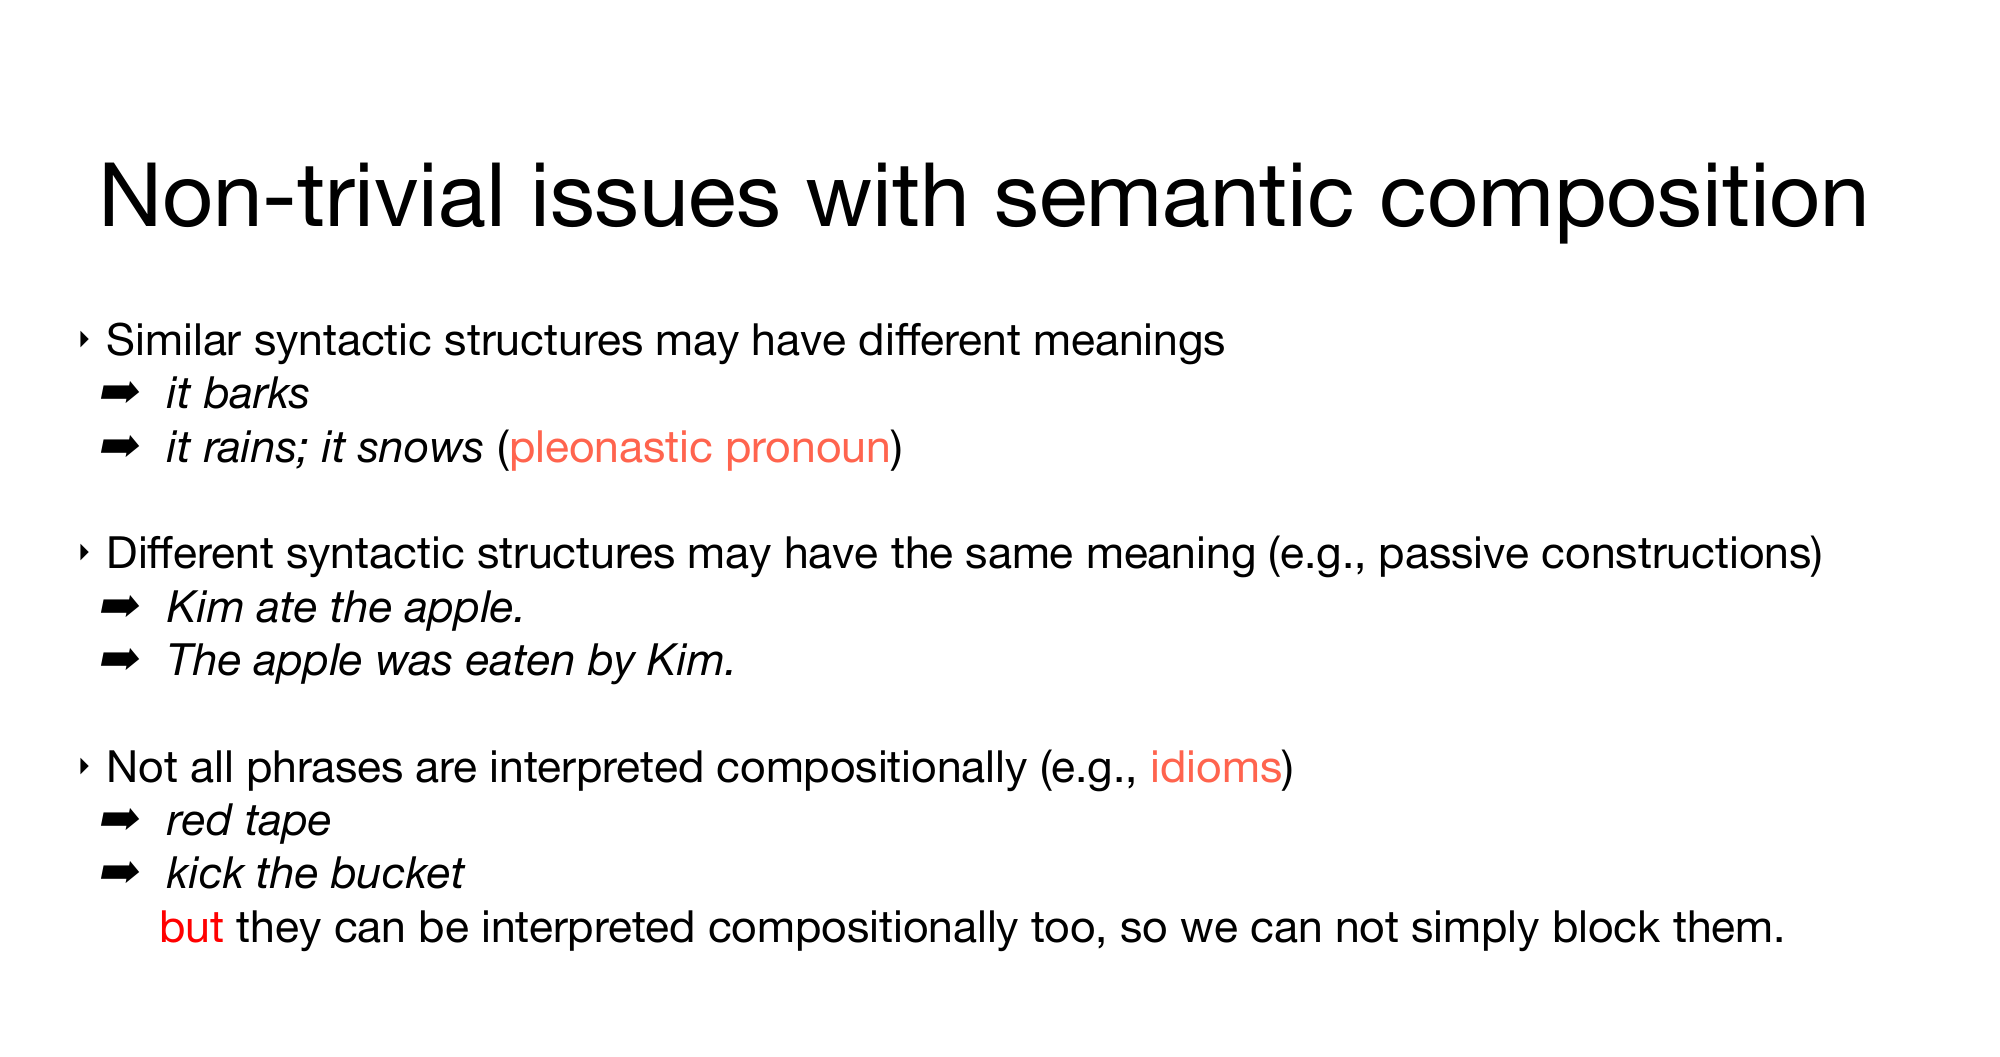 Non-trivial issues with semantic composition
‣ Similar syntactic structures may have different meanings
➡ it barks
➡ it rains; it snows (pleonastic pronoun)
‣ Different syntactic structures may have the same meaning (e.g., passive constructions)
➡ Kim ate the apple.
➡ The apple was eaten by Kim.
‣ Not all phrases are interpreted compositionally (e.g., idioms)
➡ red tape
➡ kick the bucket
but they can be interpreted compositionally too, so we can not simply block them.